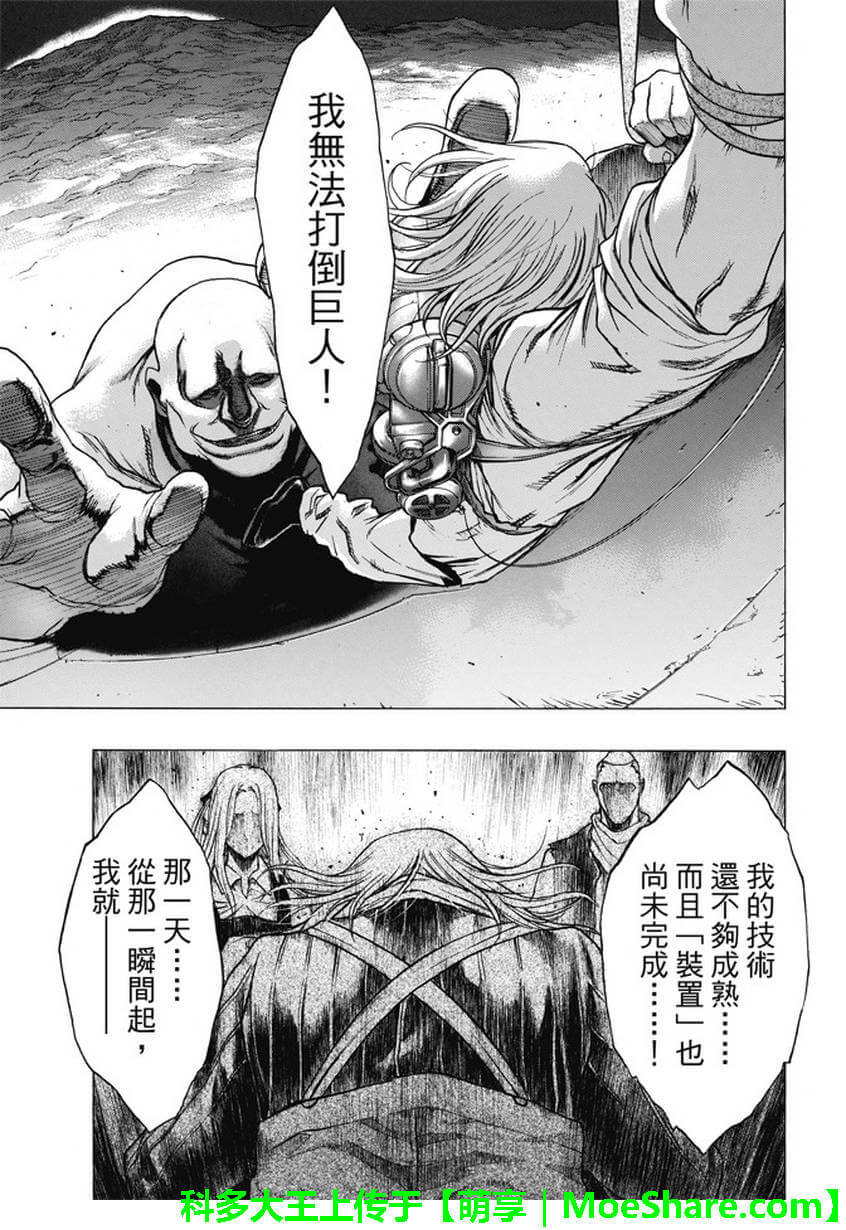 我無法打倒巨人！
我的技術
還不夠成熟……
而且「裝置」也
尚未完成……！
那一天……
從那一瞬間起，
我就——
科多大王上传于【萌享｜MoeShare.com】